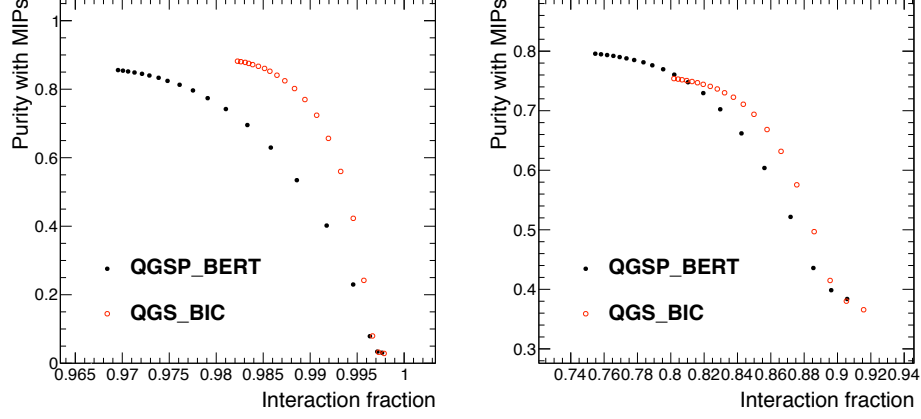 Purity with MIPs
1
0.8
0.6
0.4
0.2
0
QGSP_BERT
QGS_BIC
0.965 0.97 0.975 0.98 0.985 0.99 0.995 1
Interaction fraction
Purity with MIPs
0.8
0.7
0.6
0.5
0.4
0.3
QGSP_BERT
QGS_BIC
0.74 0.76 0.78 0.8 0.82 0.84 0.86 0.88 0.9 0.92 0.94
Interaction fraction